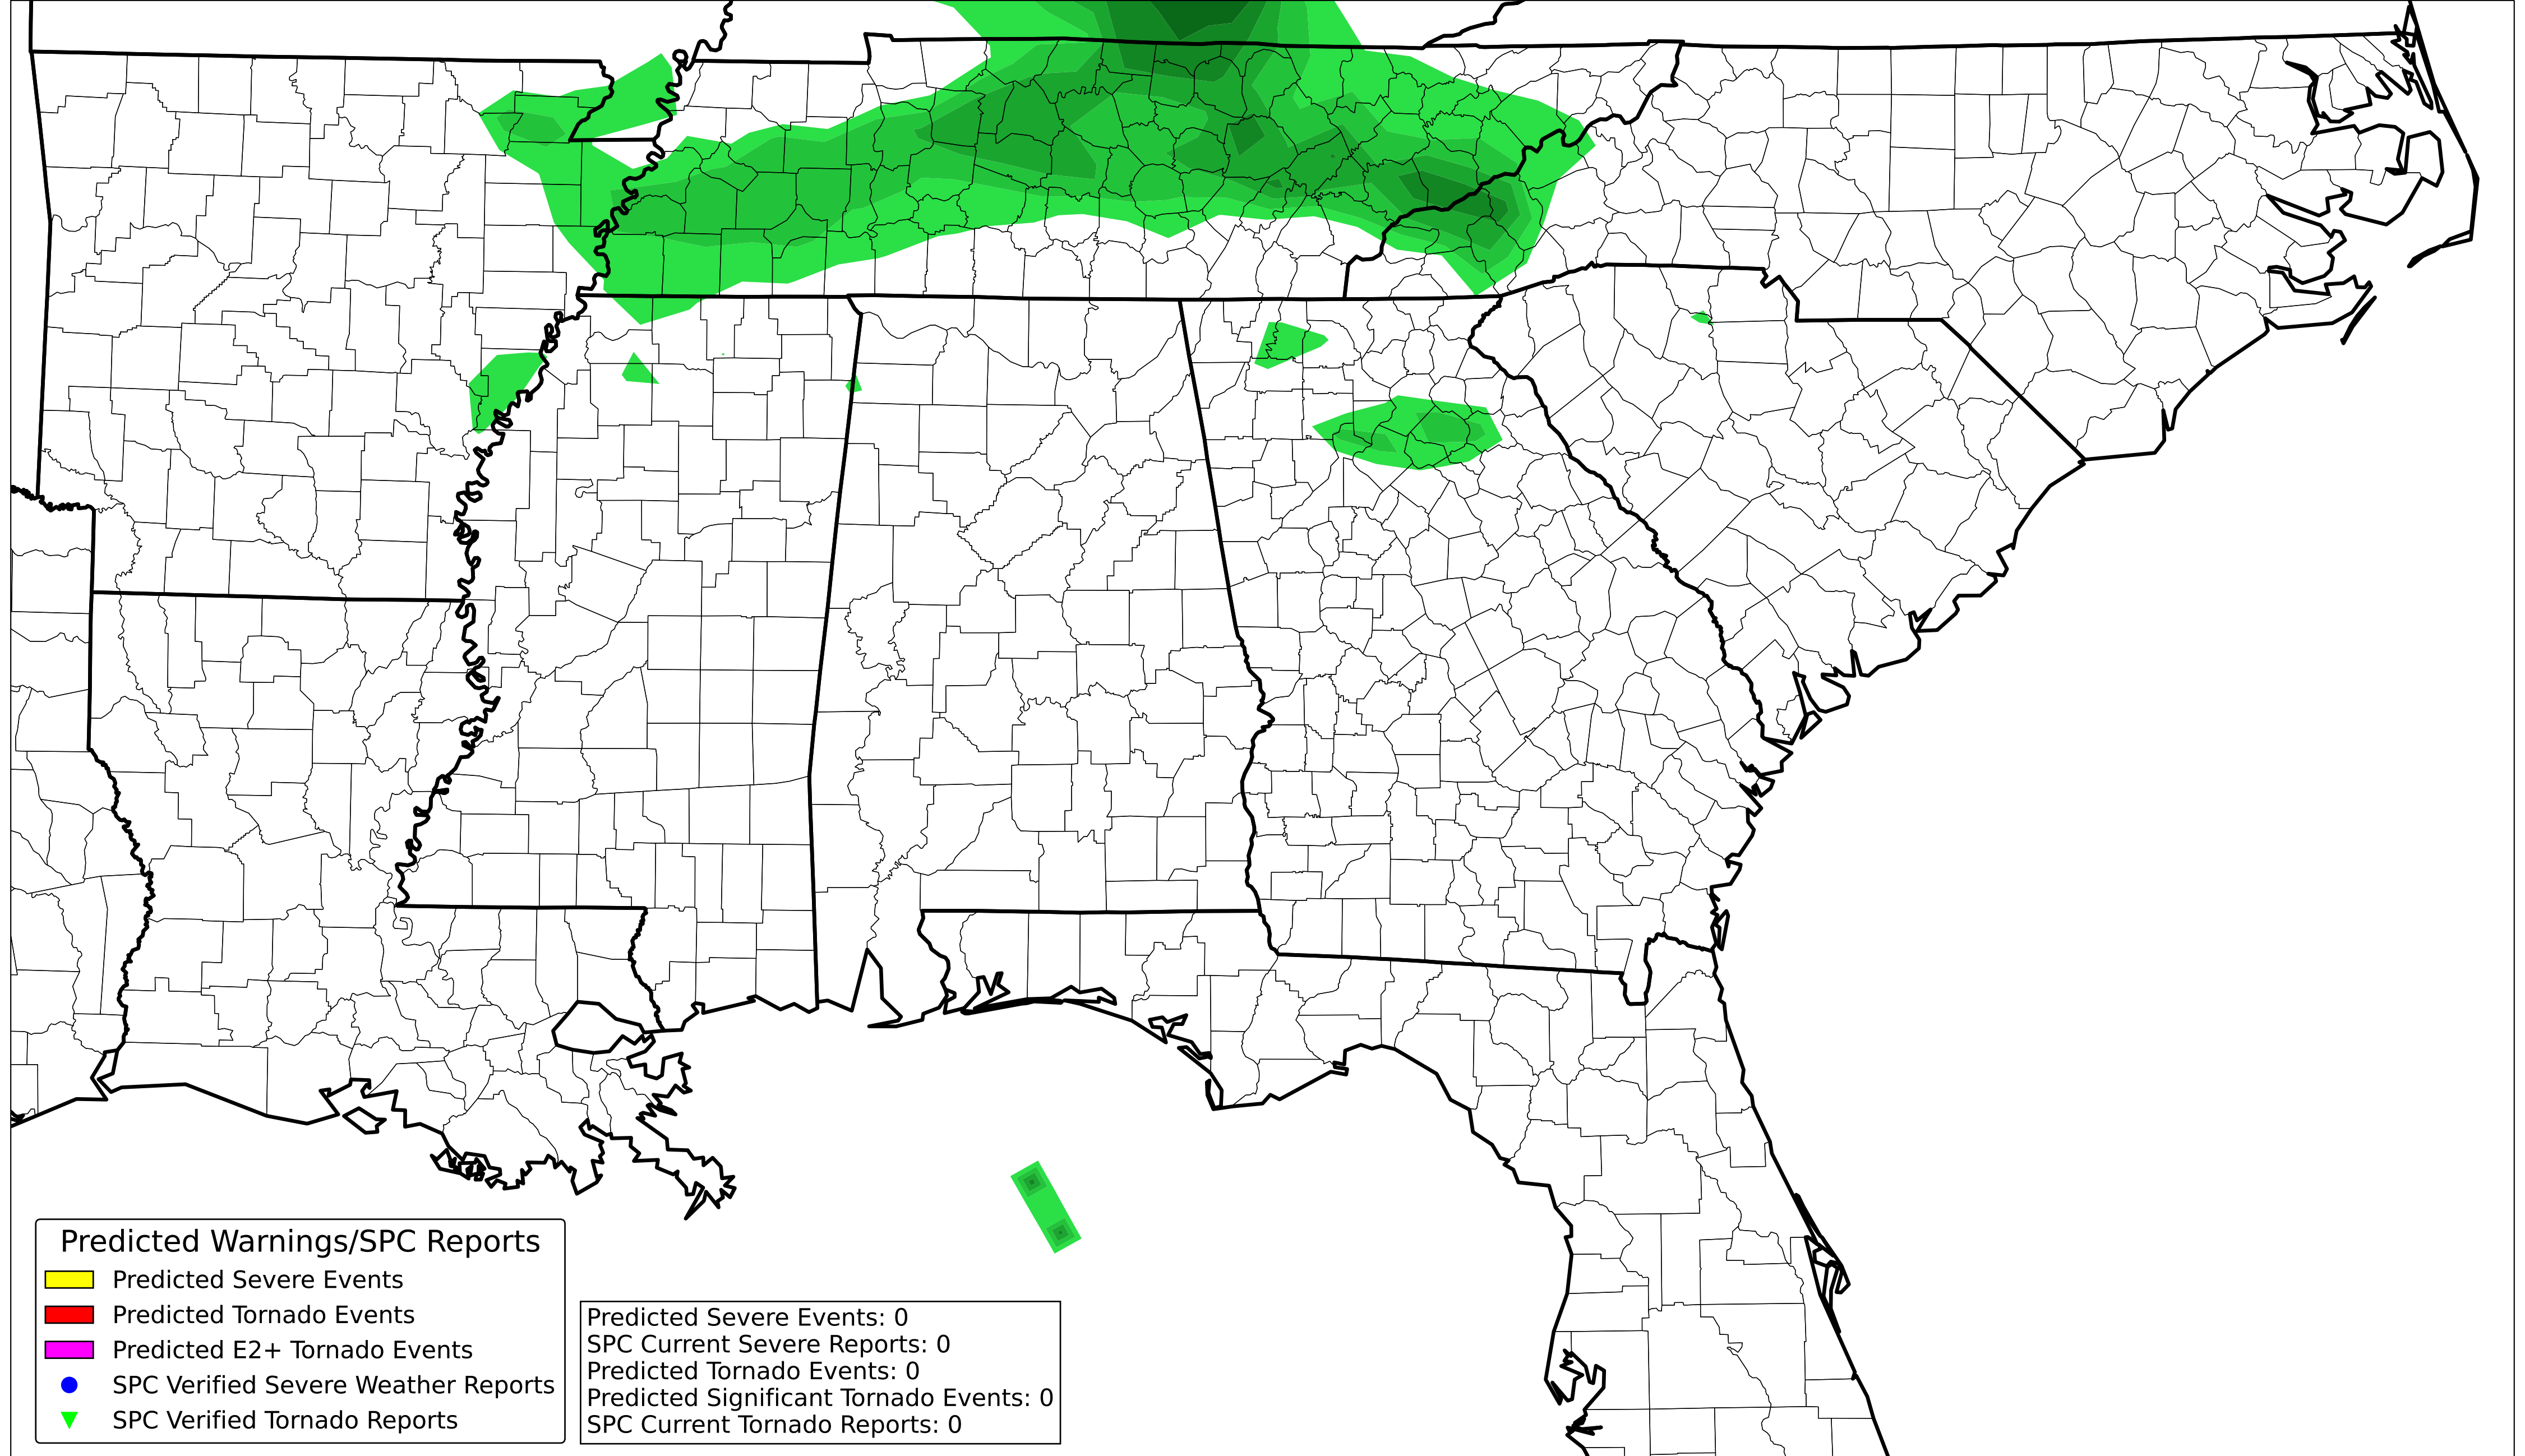 Predicted Warnings/SPC Reports
Predicted Severe Events
Predicted Tornado Events
Predicted E2+ Tornado Events
SPC Verified Severe Weather Reports
SPC Verified Tornado Reports
Predicted Severe Events: 0
SPC Current Severe Reports: 0
Predicted Tornado Events: 0
Predicted Significant Tornado Events: 0
SPC Current Tornado Reports: 0